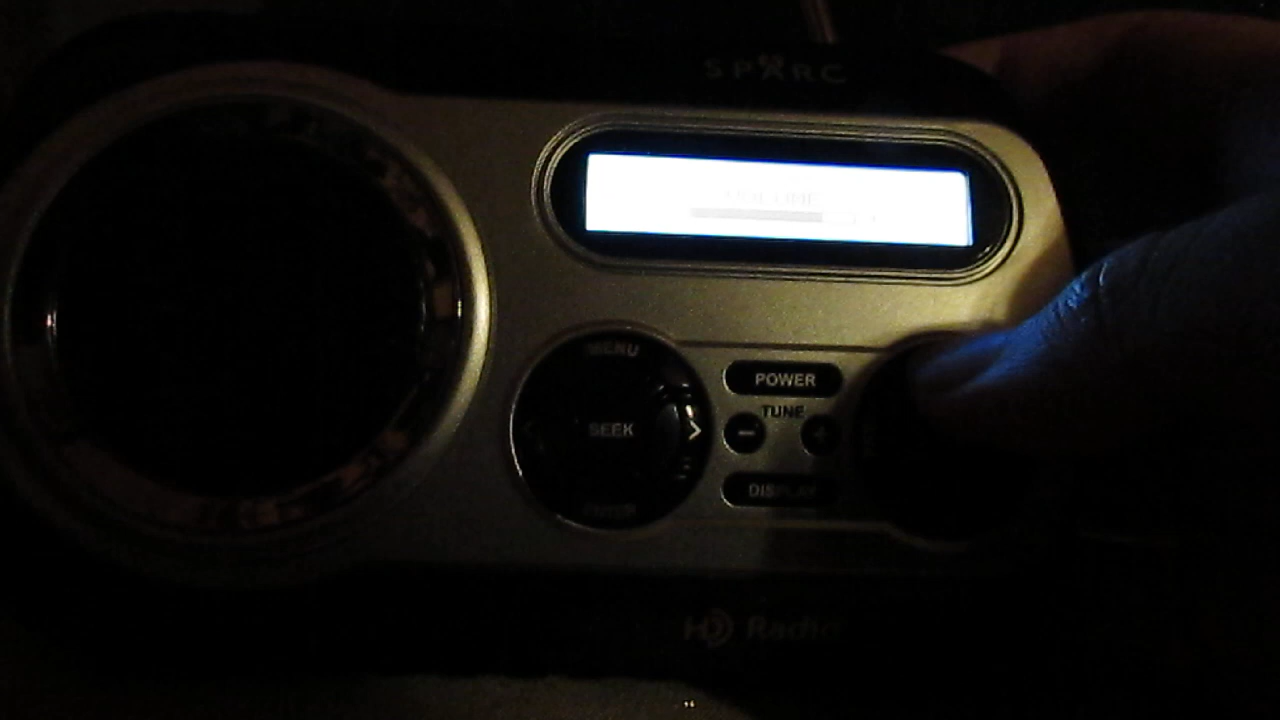 SPARC
VOLUME
MENU
POWER
TUNE
SEEK
− +
DISPLAY
HD Radio